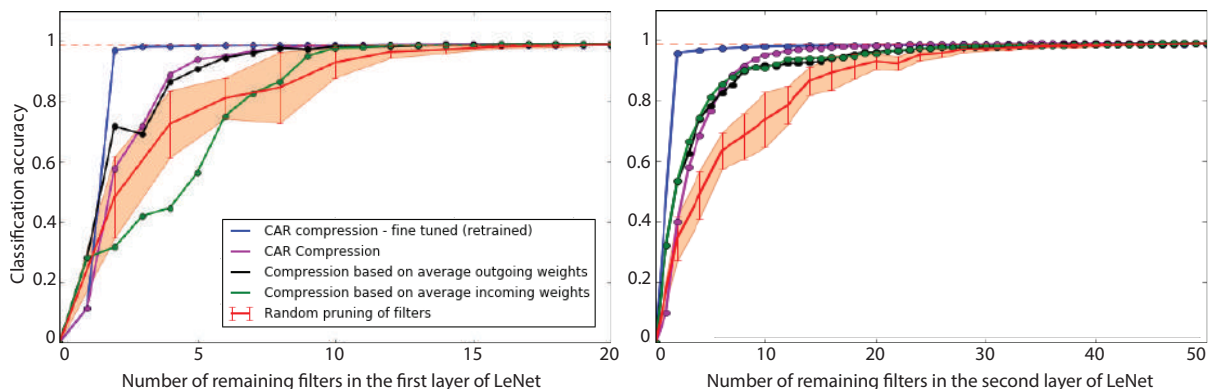 Classification accuracy
1
0.8
0.6
0.4
0.2
0
0
5
10
15
20
CAR compression - fine tuned (retrained)
CAR Compression
Compression based on average outgoing weights
Compression based on average incoming weights
Random pruning of filters
Number of remaining filters in the first layer of LeNet
1
0.8
0.6
0.4
0.2
0
0
10
20
30
40
50
Number of remaining filters in the second layer of LeNet